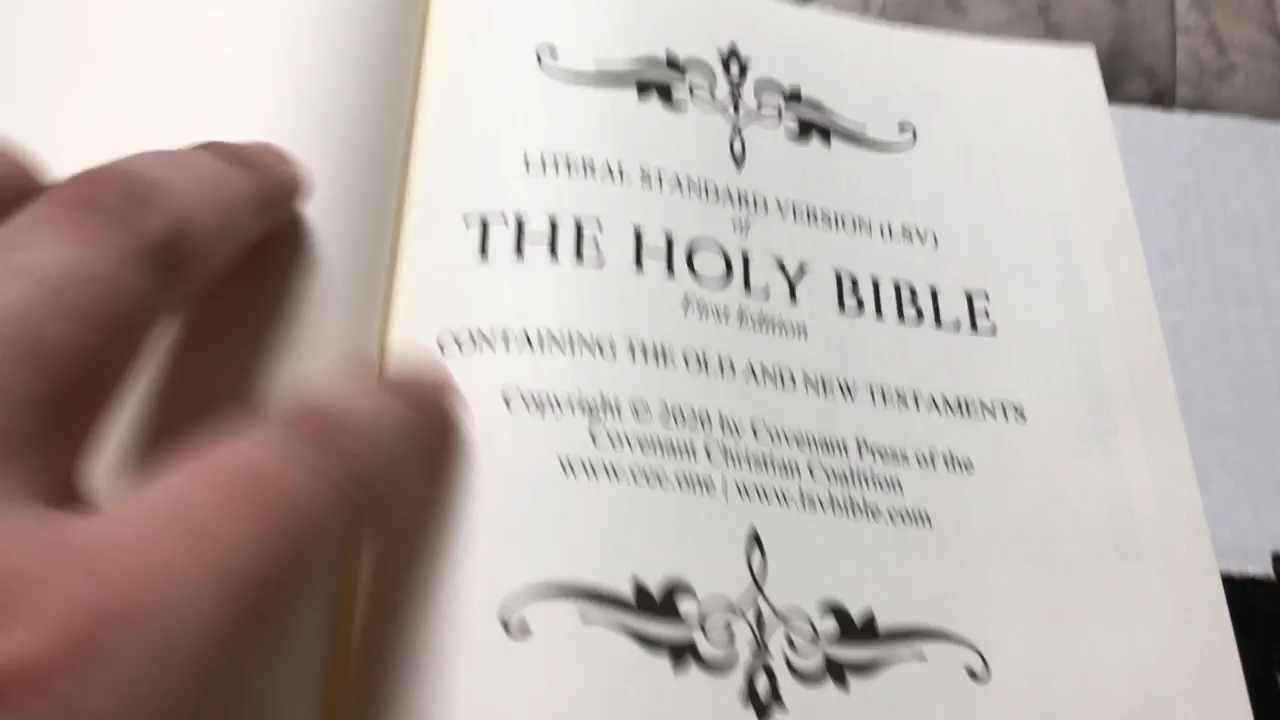 LITERAL STANDARD VERSION (LSV)
of
THE HOLY BIBLE
First Edition
CONTAINING THE OLD AND NEW TESTAMENTS
Copyright © 2020 by Covenant Press of the
Covenant Christian Coalition
www.ccc.one | www.lsvbible.com